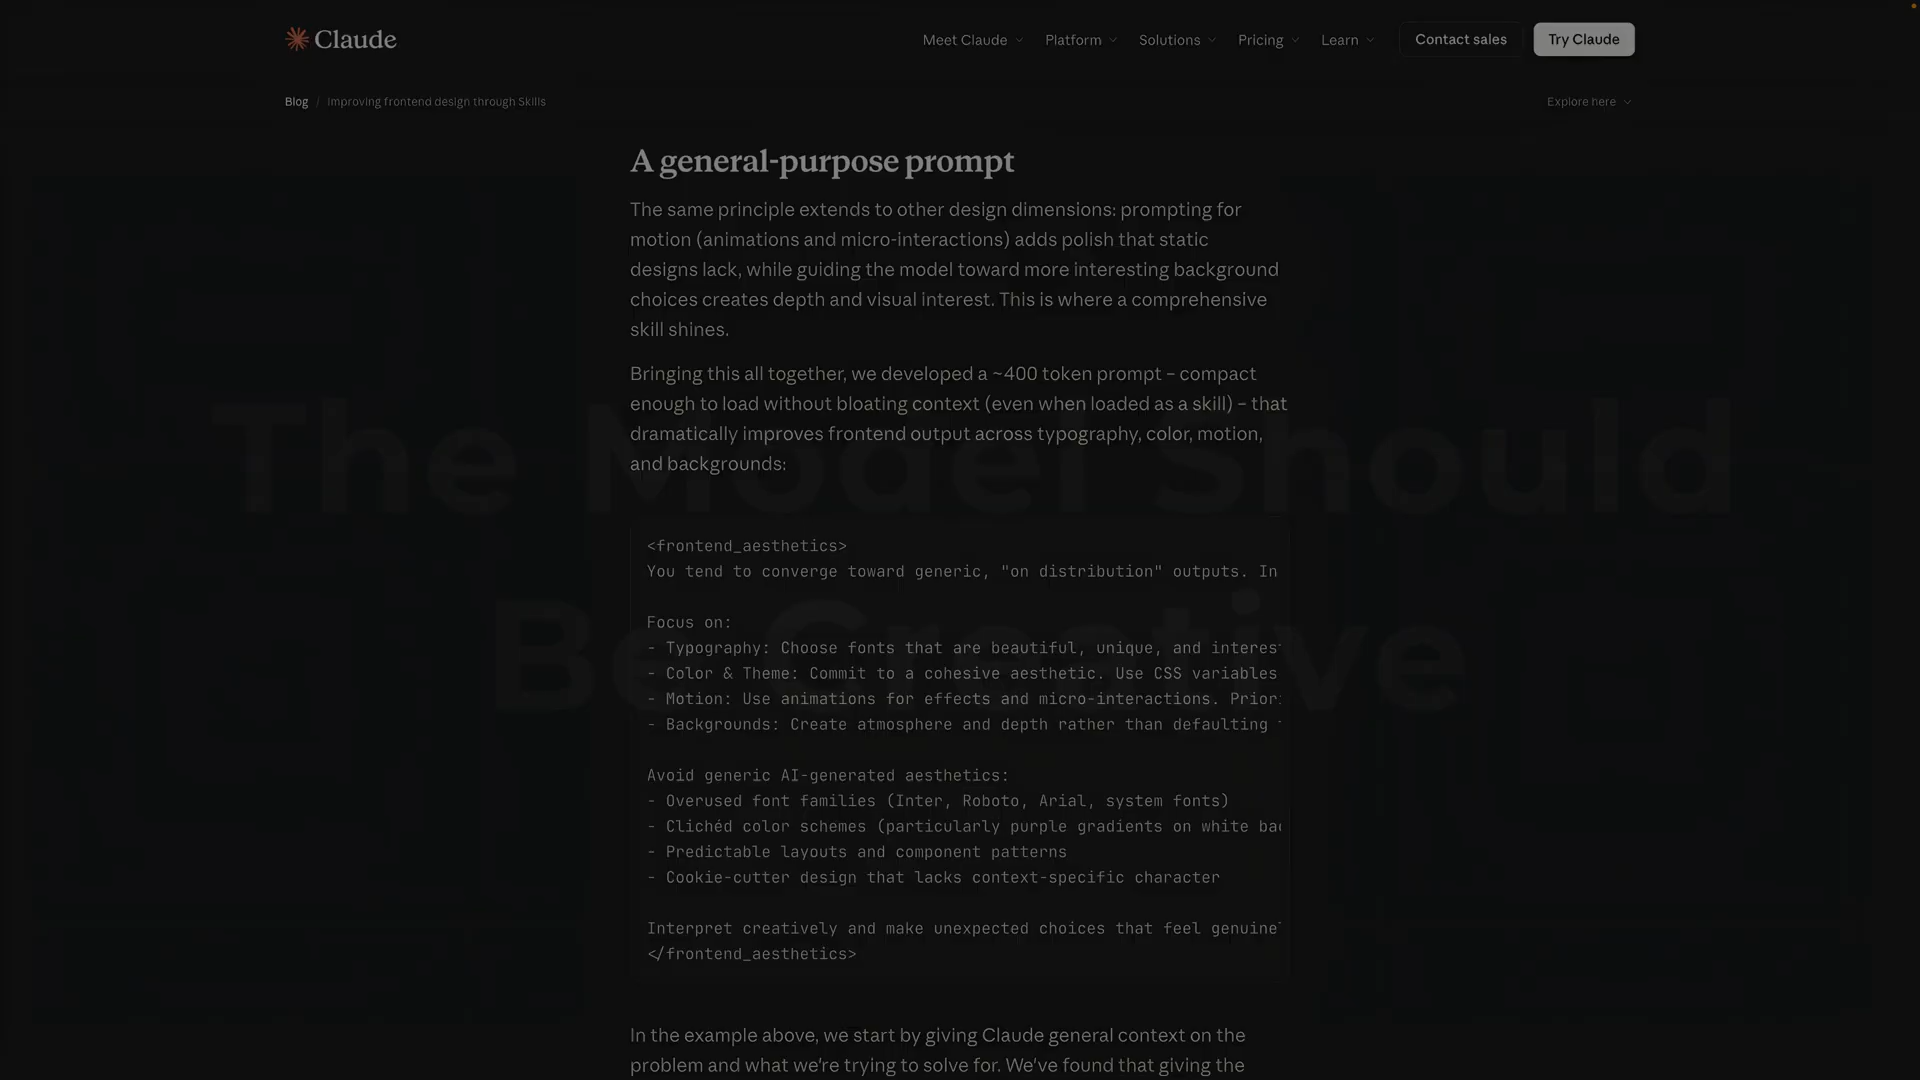 Claude
Meet Claude
Platform
Solutions
Pricing
Learn
Contact sales
Try Claude
Blog / Improving frontend design through Skills
Explore here
A general-purpose prompt
The same principle extends to other design dimensions: prompting for
motion (animations and micro-interactions) adds polish that static
designs lack, while guiding the model toward more interesting background
choices creates depth and visual interest. This is where a comprehensive
skill shines.
Bringing this all together, we developed a ~400 token prompt – compact
enough to load without bloating context (even when loaded as a skill) – that
dramatically improves frontend output across typography, color, motion,
and backgrounds:
The Model Should
Be Creative
<frontend_aesthetics>
You tend to converge toward generic, "on distribution" outputs. In
Focus on:
- Typography: Choose fonts that are beautiful, unique, and interes
- Color & Theme: Commit to a cohesive aesthetic. Use CSS variables
- Motion: Use animations for effects and micro-interactions. Prior
- Backgrounds: Create atmosphere and depth rather than defaulting
Avoid generic AI-generated aesthetics:
- Overused font families (Inter, Roboto, Arial, system fonts)
- Clichéd color schemes (particularly purple gradients on white ba
- Predictable layouts and component patterns
- Cookie-cutter design that lacks context-specific character
Interpret creatively and make unexpected choices that feel genuine
</frontend_aesthetics>
In the example above, we start by giving Claude general context on the
problem and what we're trying to solve for. We've found that giving the